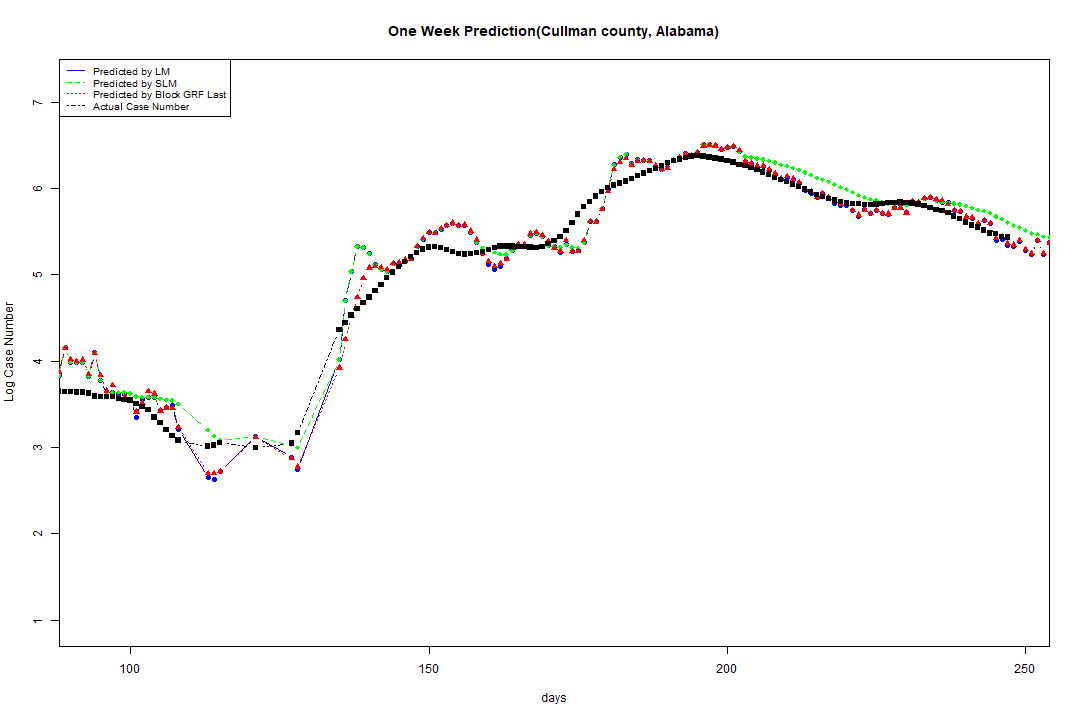 One Week Prediction(Cullman county, Alabama)
Predicted by LM
Predicted by SLM
Predicted by Block GRF Last
Actual Case Number
7
6
5
4
3
2
1
Log Case Number
100
150
200
250
days